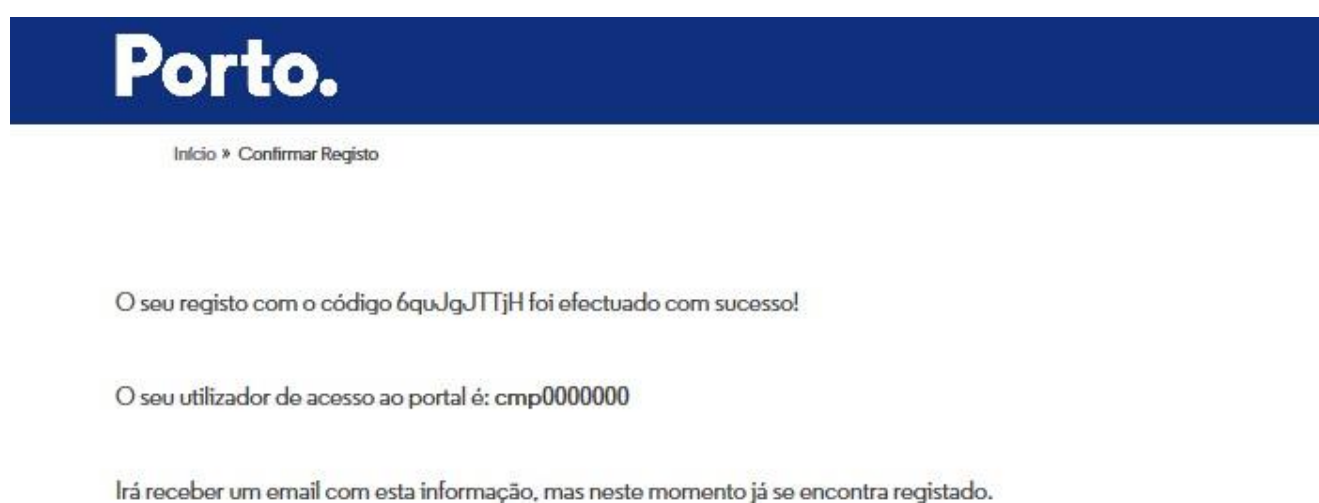 Porto.
Início » Confirmar Registo
O seu registo com o código 6quJgJTTjH foi efectuado com sucesso!
O seu utilizador de acesso ao portal é: cmp0000000
Irá receber um email com esta informação, mas neste momento já se encontra registado.